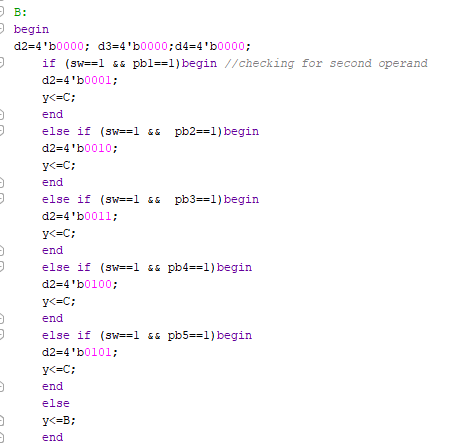 B:
begin
d2=4'b0000; d3=4'b0000;d4=4'b0000;
if (sw==1 && pb1==1)begin //checking for second operand
d2=4'b0001;
y<=C;
end
else if (sw==1 && pb2==1)begin
d2=4'b0010;
y<=C;
end
else if (sw==1 && pb3==1)begin
d2=4'b0011;
y<=C;
end
else if (sw==1 && pb4==1)begin
d2=4'b0100;
y<=C;
end
else if (sw==1 && pb5==1)begin
d2=4'b0101;
y<=C;
end
else
y<=B;
end